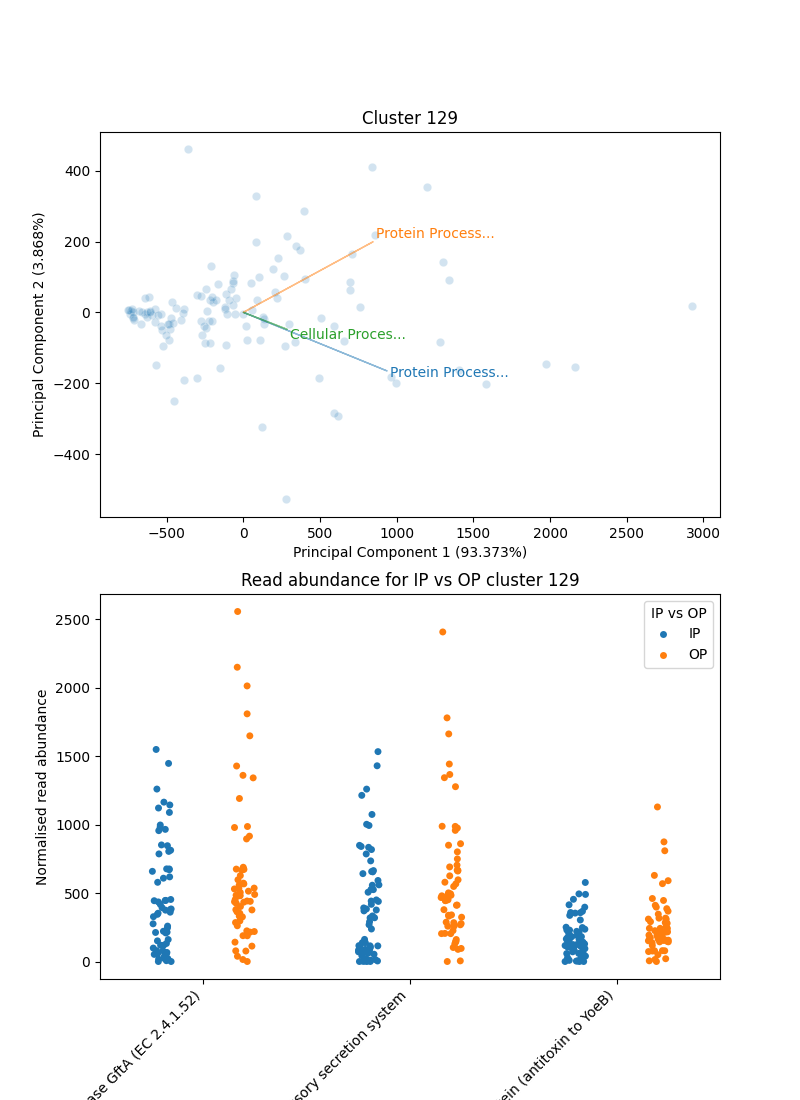 Cluster 129
400
200
0
−200
−400
Principal Component 2 (3.868%)
Protein Process...
Cellular Proces...
Protein Process...
−500 0 500 1000 1500 2000 2500 3000
Principal Component 1 (93.373%)
Read abundance for IP vs OP cluster 129
2500
2000
1500
1000
500
0
Normalised read abundance
IP vs OP
IP
OP
ase GftA (EC 2.4.1.52)
sory secretion system
ein (antitoxin to YoeB)